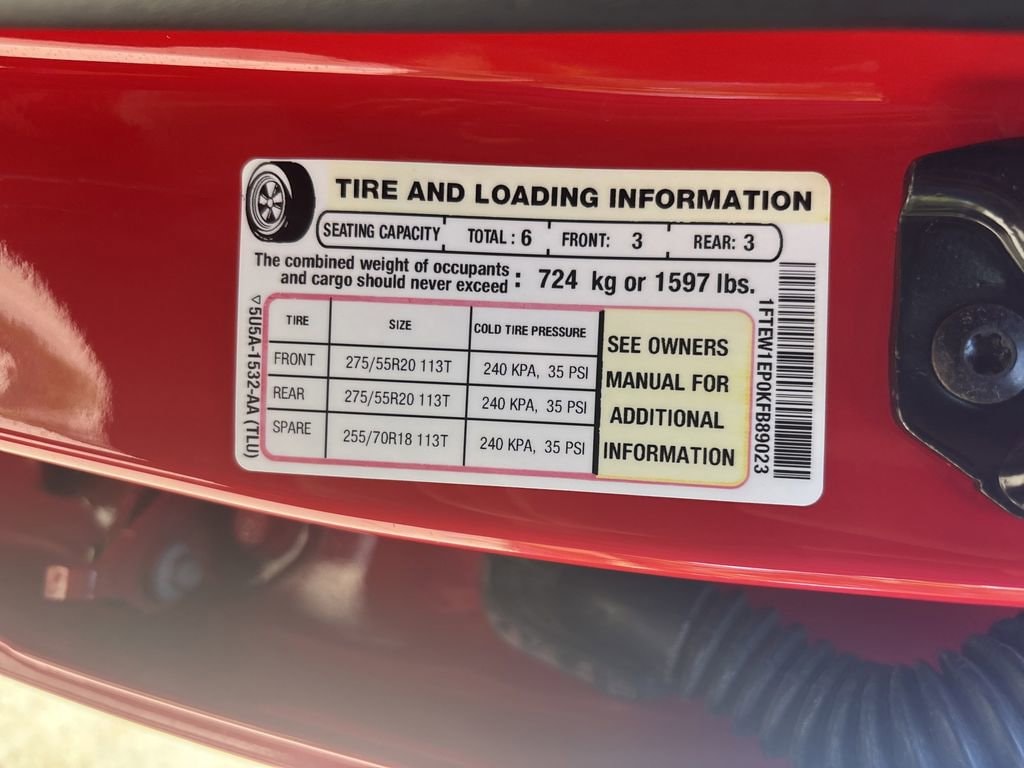 TIRE AND LOADING INFORMATION
SEATING CAPACITY TOTAL : 6 FRONT: 3 REAR: 3
The combined weight of occupants
and cargo should never exceed : 724 kg or 1597 lbs.
TIRE SIZE COLD TIRE PRESSURE
FRONT 275/55R20 113T 240 KPA, 35 PSI
REAR 275/55R20 113T 240 KPA, 35 PSI
SPARE 255/70R18 113T 240 KPA, 35 PSI
SEE OWNERS
MANUAL FOR
ADDITIONAL
INFORMATION
5U5A-1532-AA (TLU)
1FTEW1EP0KFB89023